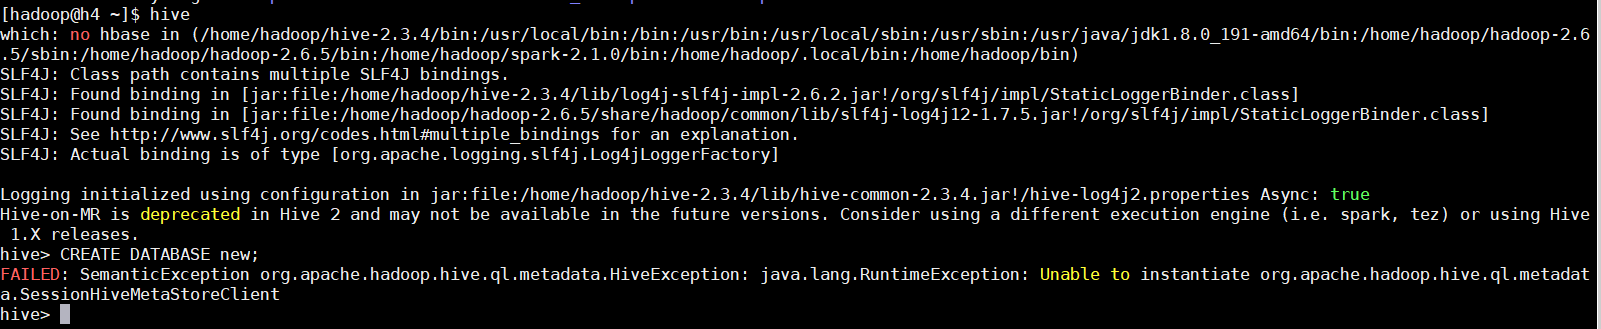 [hadoop@h4 ~]$ hive
which: no hbase in (/home/hadoop/hive-2.3.4/bin:/usr/local/bin:/bin:/usr/bin:/usr/local/sbin:/usr/sbin:/usr/java/jdk1.8.0_191-amd64/bin:/home/hadoop/hadoop-2.6
.5/sbin:/home/hadoop/hadoop-2.6.5/bin:/home/hadoop/spark-2.1.0/bin:/home/hadoop/.local/bin:/home/hadoop/bin)
SLF4J: Class path contains multiple SLF4J bindings.
SLF4J: Found binding in [jar:file:/home/hadoop/hive-2.3.4/lib/log4j-slf4j-impl-2.6.2.jar!/org/slf4j/impl/StaticLoggerBinder.class]
SLF4J: Found binding in [jar:file:/home/hadoop/hadoop-2.6.5/share/hadoop/common/lib/slf4j-log4j12-1.7.5.jar!/org/slf4j/impl/StaticLoggerBinder.class]
SLF4J: See http://www.slf4j.org/codes.html#multiple_bindings for an explanation.
SLF4J: Actual binding is of type [org.apache.logging.slf4j.Log4jLoggerFactory]
Logging initialized using configuration in jar:file:/home/hadoop/hive-2.3.4/lib/hive-common-2.3.4.jar!/hive-log4j2.properties Async: true
Hive-on-MR is deprecated in Hive 2 and may not be available in the future versions. Consider using a different execution engine (i.e. spark, tez) or using Hive
 1.X releases.
hive> CREATE DATABASE new;
FAILED: SemanticException org.apache.hadoop.hive.ql.metadata.HiveException: java.lang.RuntimeException: Unable to instantiate org.apache.hadoop.hive.ql.metadat
a.SessionHiveMetaStoreClient
hive>